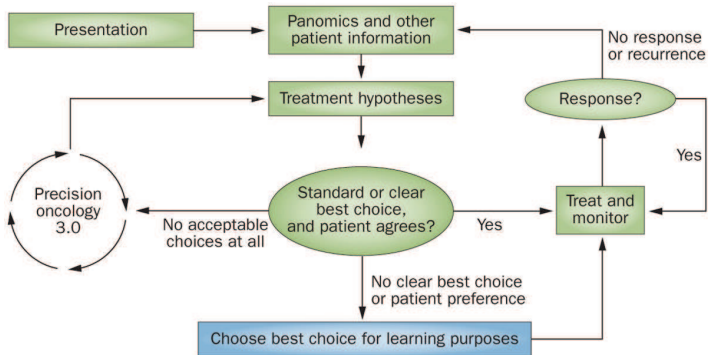 Presentation
Panomics and other
patient information
No response
or recurrence
Treatment hypotheses
Response?
Yes
Precision
oncology
3.0
Standard or clear
best choice,
and patient agrees?
Treat and
monitor
No acceptable
choices at all
Yes
No clear best choice
or patient preference
Choose best choice for learning purposes